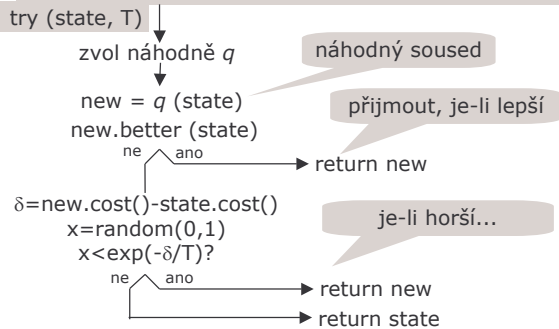 try (state, T)
zvol náhodně q
náhodný soused
new = q (state)
přijmout, je-li lepší
new.better (state)
ne ano
return new
δ=new.cost()-state.cost()
je-li horší...
x=random(0,1)
x<exp(-δ/T)?
ne ano
return new
return state